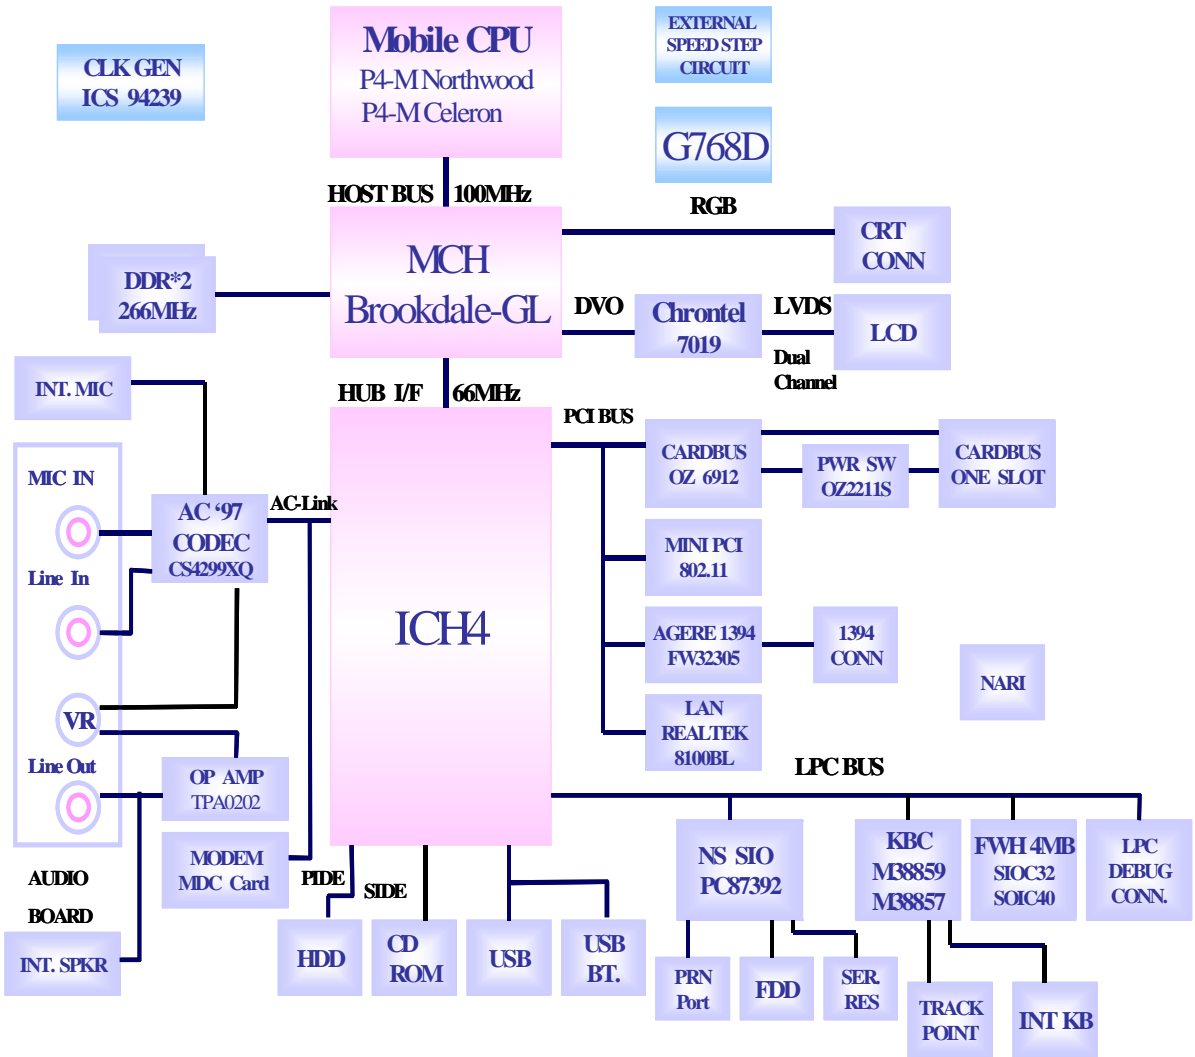 CLK GEN
ICS 94239
Mobile CPU
P4-M Northwood
P4-M Celeron
EXTERNAL
SPEED STEP
CIRCUIT
G768D
HOST BUS
100MHz
RGB
MCH
Brookdale-GL
CRT
CONN
DDR*2
266MHz
DVO
Chrontel
7019
LVDS
LCD
Dual
Channel
INT. MIC
HUB I/F
66MHz
PCI BUS
CARDBUS
OZ 6912
PWR SW
OZ2211S
CARDBUS
ONE SLOT
MIC IN
AC-Link
AC ‘97
CODEC
CS4299XQ
Line In
MINI PCI
802.11
ICH4
AGERE 1394
FW32305
1394
CONN
NARI
VR
LAN
REALTEK
8100BL
Line Out
OP AMP
TPA0202
LPC BUS
MODEM
MDC Card
NS SIO
PC87392
KBC
M38859
M38857
FWH 4MB
SIOC32
SOIC40
LPC
DEBUG
CONN.
AUDIO
BOARD
PIDE
SIDE
INT. SPKR
HDD
CD
ROM
USB
USB
BT.
PRN
Port
FDD
SER.
RES
TRACK
POINT
INT KB